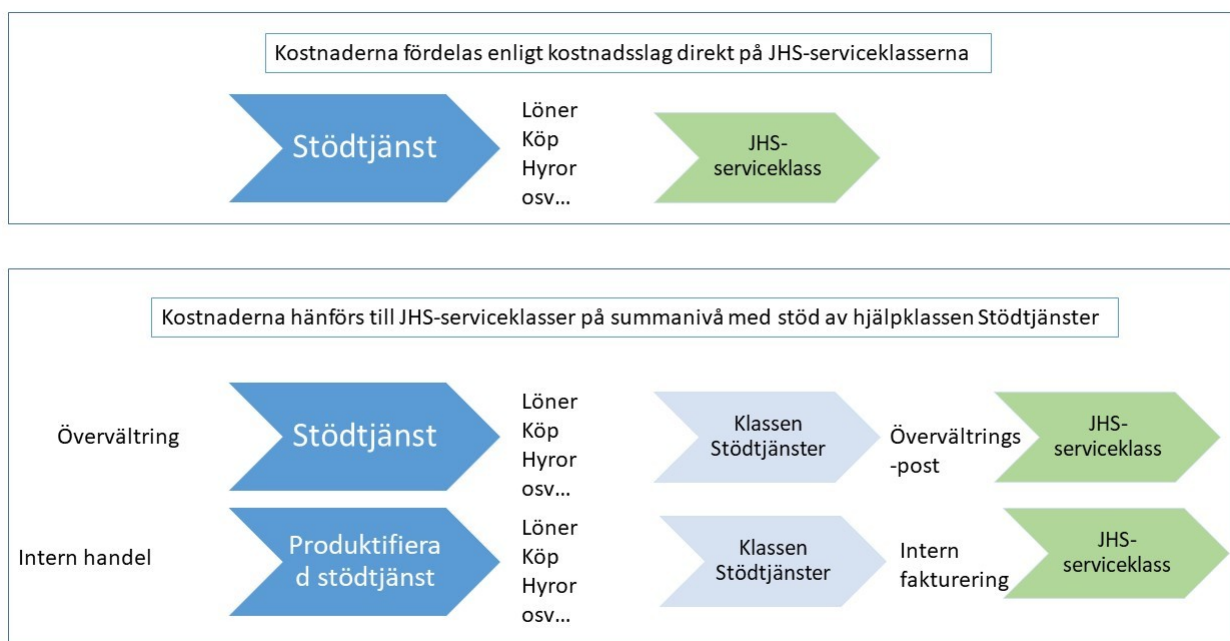 Kostnaderna fördelas enligt kostnadsslag direkt på JHS-serviceklasserna
Stödtjänst
Löner
Köp
Hyror
osv...
JHS-
serviceklass
Kostnaderna hänförs till JHS-serviceklasser på summanivå med stöd av hjälpklassen Stödtjänster
Övervältring
Stödtjänst
Löner
Köp
Hyror
osv...
Klassen
Stödtjänster
Övervältrings
-post
JHS-
serviceklass
Intern handel
Produktifiera
d stödtjänst
Löner
Köp
Hyror
osv...
Klassen
Stödtjänster
Intern
fakturering
JHS-
serviceklass